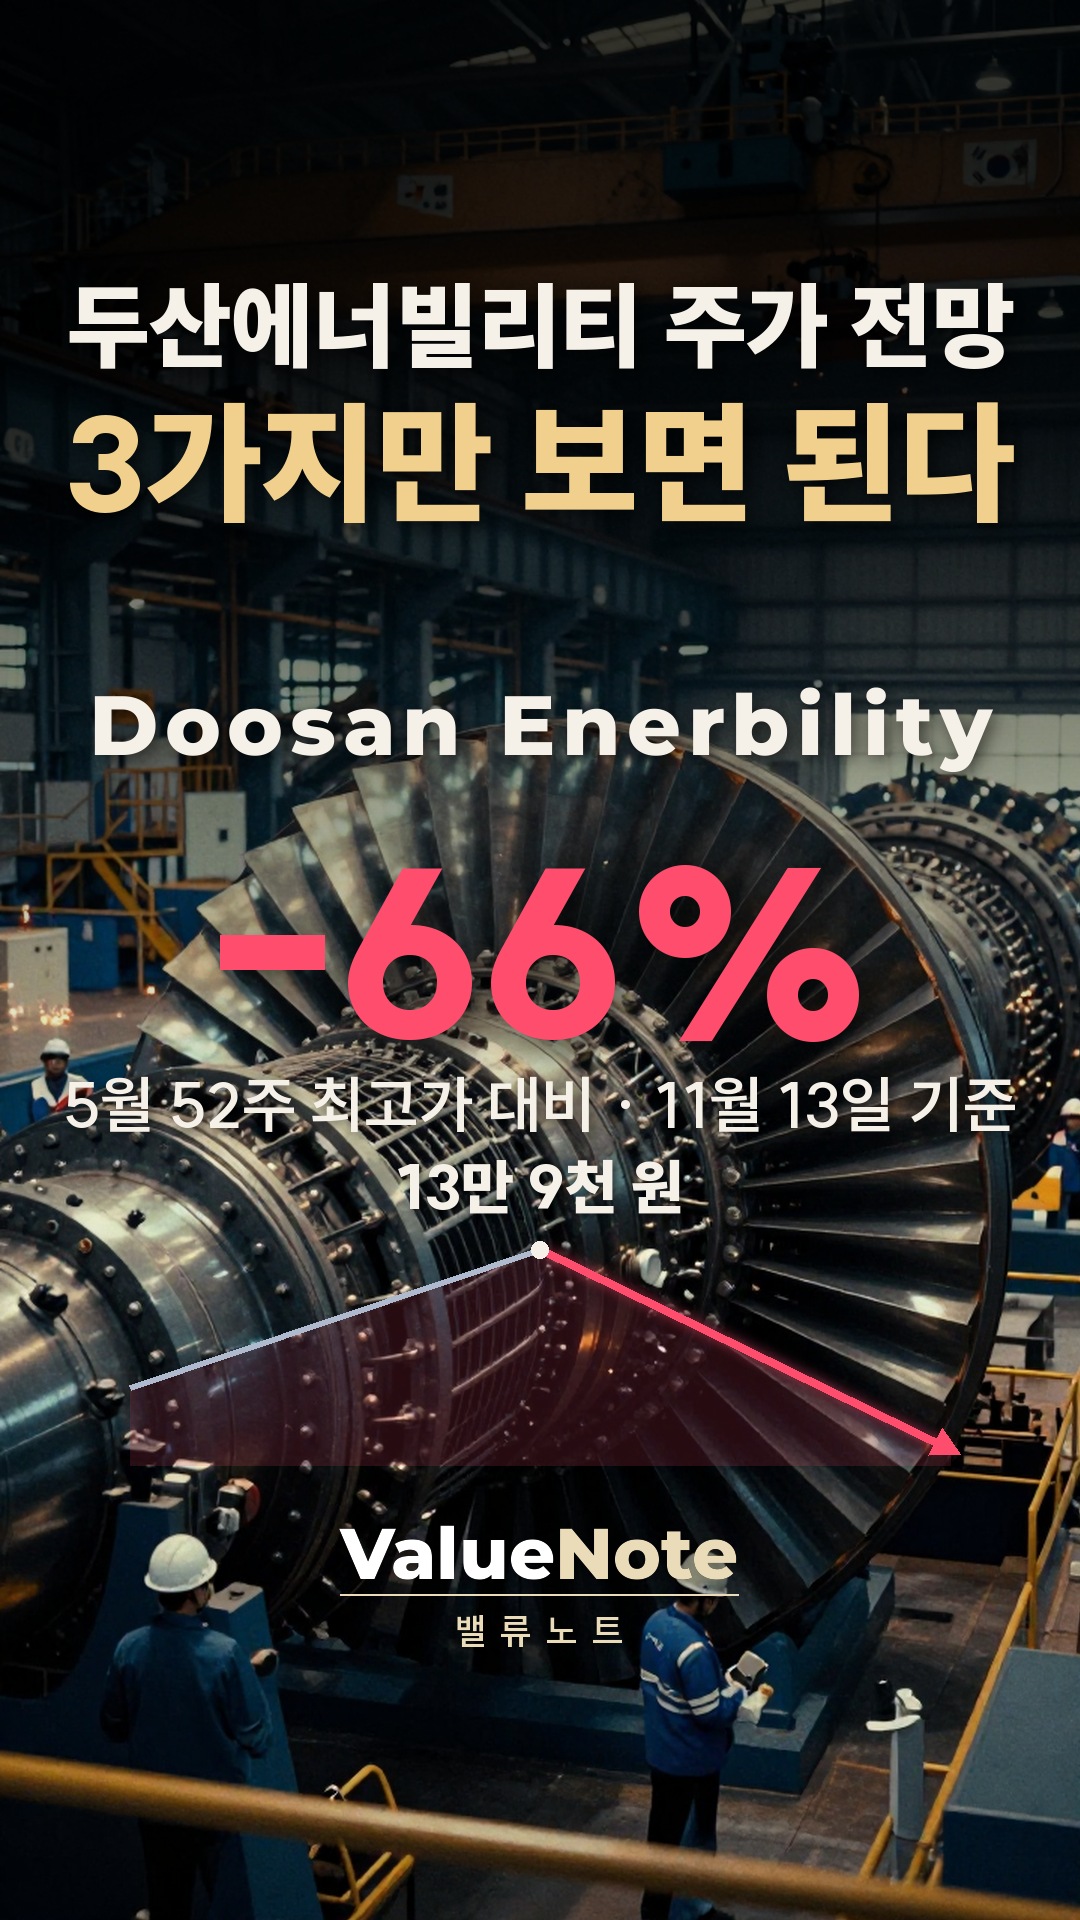 두산에너빌리티 주가 전망
3가지만 보면 된다
Doosan Enerbility
-66%
5월 52주 최고가 대비 · 11월 13일 기준
13만 9천 원
ValueNote
밸류노트